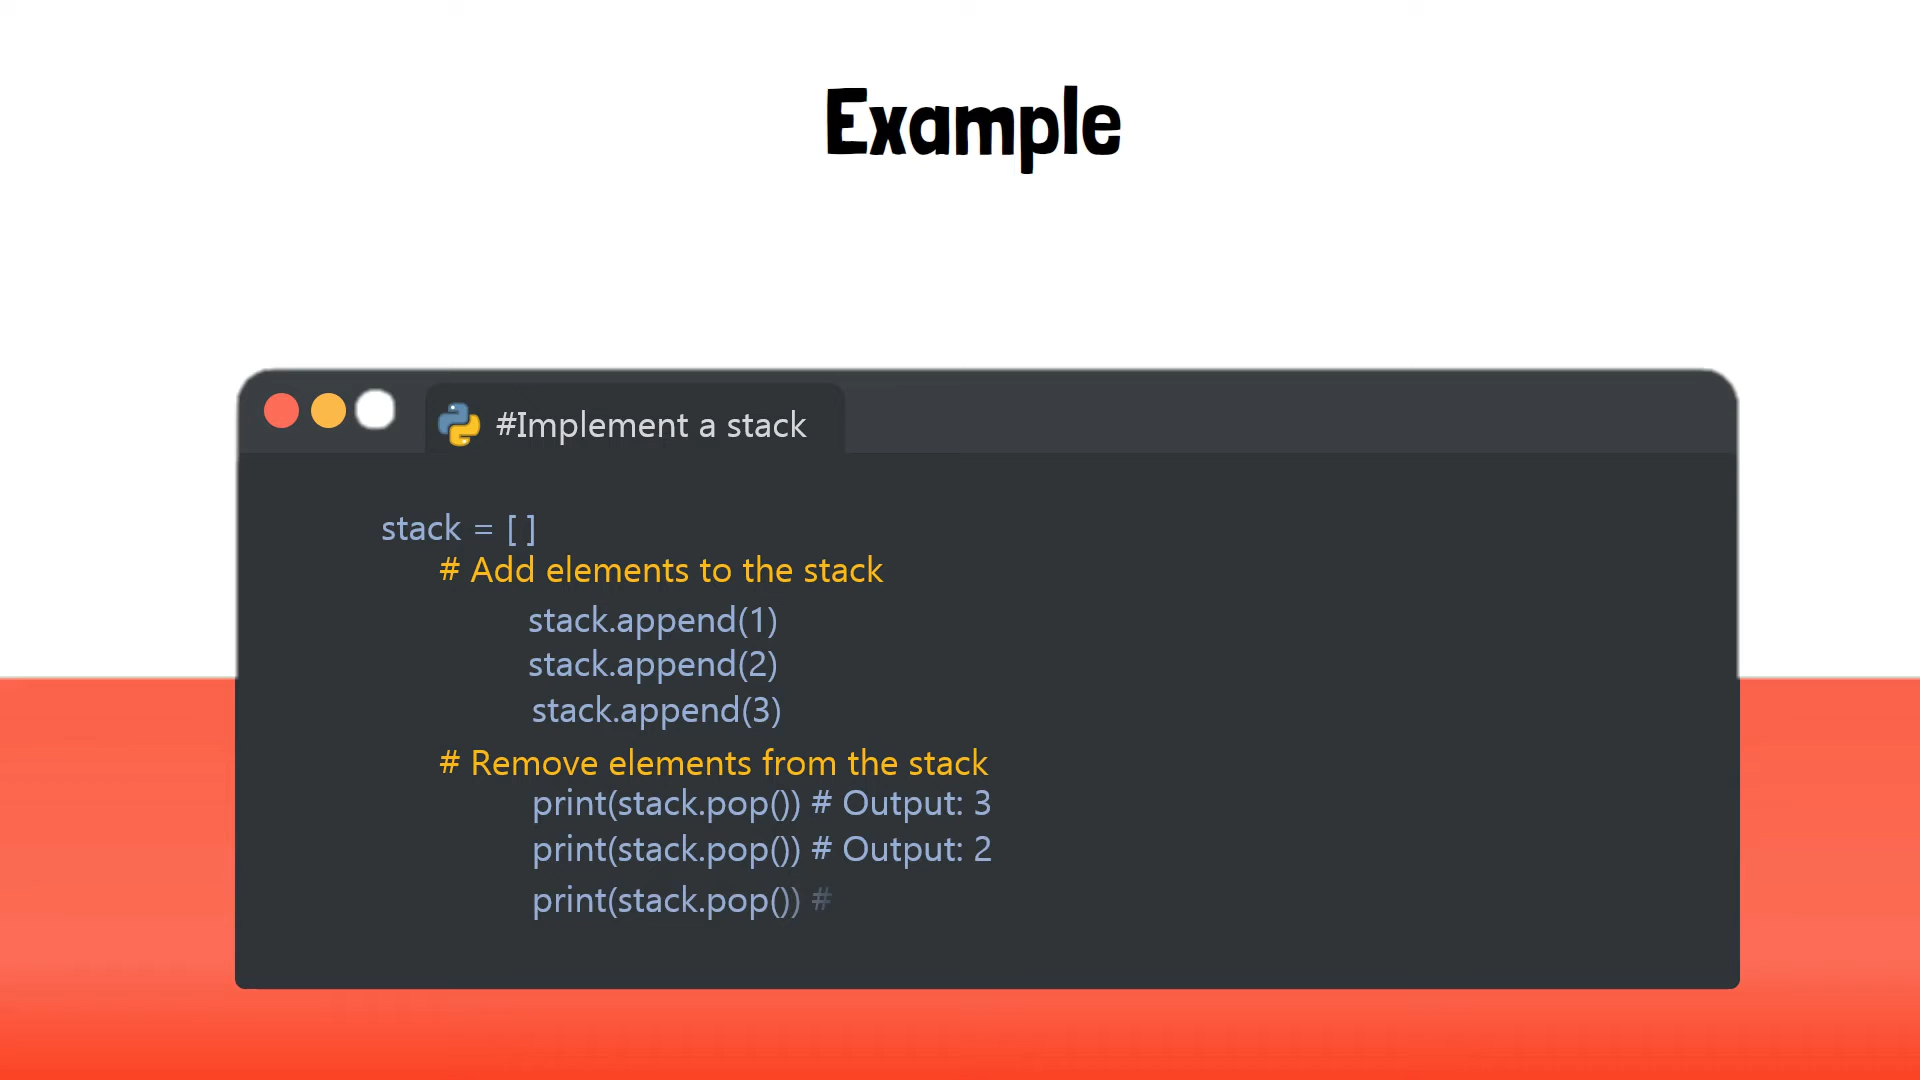 Example
#Implement a stack
stack = [ ]
# Add elements to the stack
stack.append(1)
stack.append(2)
stack.append(3)
# Remove elements from the stack
print(stack.pop()) # Output: 3
print(stack.pop()) # Output: 2
print(stack.pop()) #